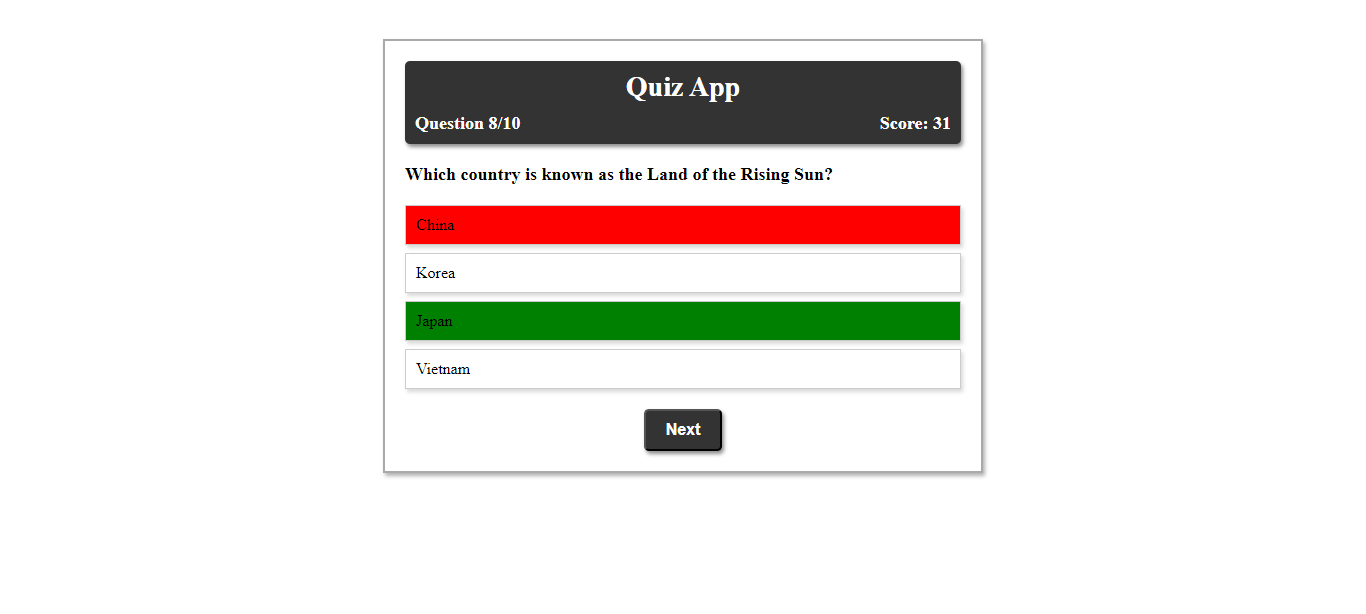 Quiz App
Question 8/10 Score: 31
Which country is known as the Land of the Rising Sun?
China
Korea
Japan
Vietnam
Next